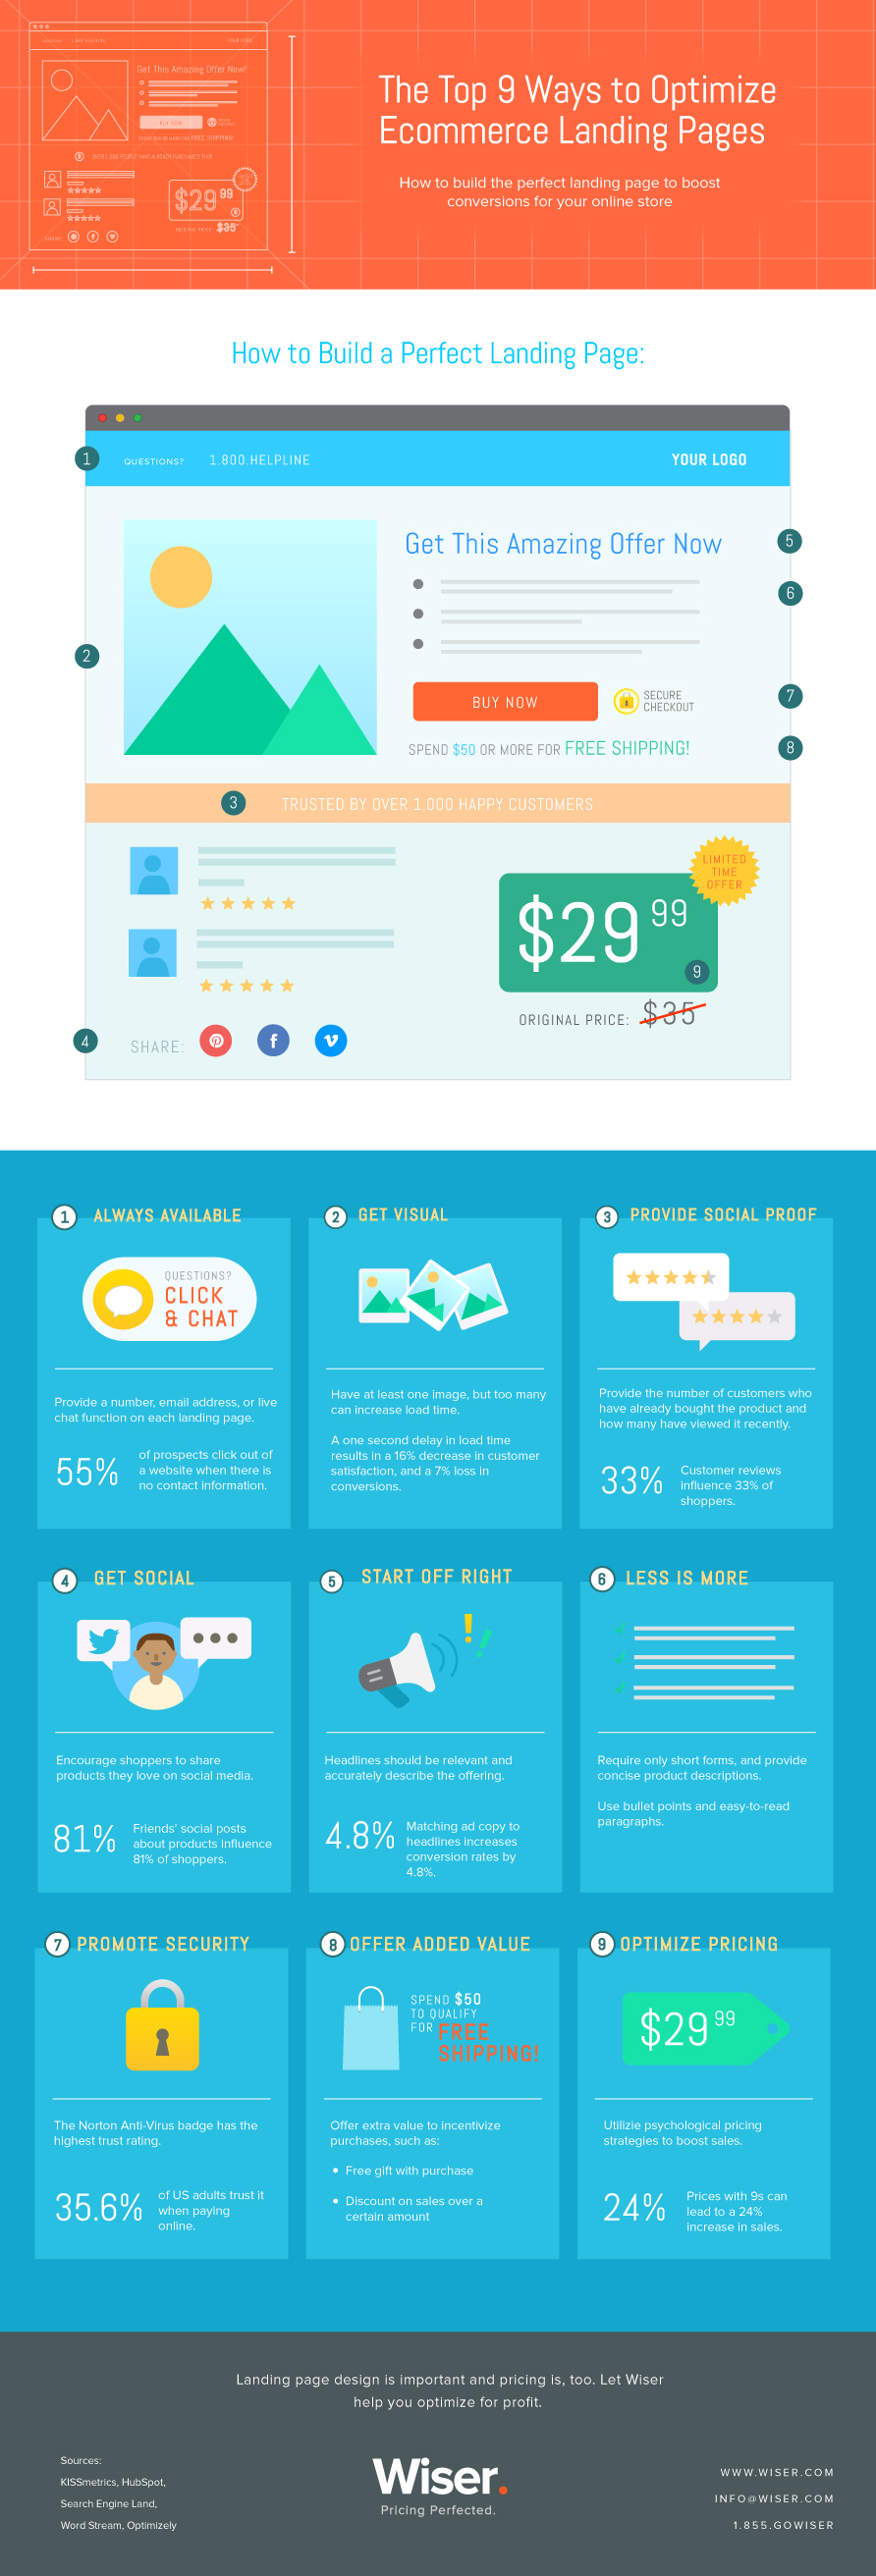 Get This Amazing Offer Now!
BUY NOW
FREE SHIPPING!
$29 99
$35
The Top 9 Ways to Optimize
Ecommerce Landing Pages
How to build the perfect landing page to boost
conversions for your online store
How to Build a Perfect Landing Page:
1
QUESTIONS?
1.800.HELPLINE
YOUR LOGO
Get This Amazing Offer Now
5
6
2
BUY NOW
SECURE
CHECKOUT
7
SPEND $50 OR MORE FOR FREE SHIPPING!
8
3
TRUSTED BY OVER 1,000 HAPPY CUSTOMERS
LIMITED
TIME
OFFER
$29 99
9
ORIGINAL PRICE: $35
4
SHARE:
1 ALWAYS AVAILABLE
QUESTIONS?
CLICK
& CHAT
Provide a number, email address, or live
chat function on each landing page.
55%
of prospects click out of
a website when there is
no contact information.
2 GET VISUAL
Have at least one image, but too many
can increase load time.
A one second delay in load time
results in a 16% decrease in customer
satisfaction, and a 7% loss in
conversions.
3 PROVIDE SOCIAL PROOF
Provide the number of customers who
have already bought the product and
how many have viewed it recently.
33%
Customer reviews
influence 33% of
shoppers.
4 GET SOCIAL
Encourage shoppers to share
products they love on social media.
81%
Friends' social posts
about products influence
81% of shoppers.
5 START OFF RIGHT
Headlines should be relevant and
accurately describe the offering.
4.8%
Matching ad copy to
headlines increases
conversion rates by
4.8%.
6 LESS IS MORE
Require only short forms, and provide
concise product descriptions.
Use bullet points and easy-to-read
paragraphs.
7 PROMOTE SECURITY
The Norton Anti-Virus badge has the
highest trust rating.
35.6%
of US adults trust it
when paying
online.
8 OFFER ADDED VALUE
SPEND $50
TO QUALIFY
FOR FREE
SHIPPING!
Offer extra value to incentivize
purchases, such as:
• Free gift with purchase
• Discount on sales over a
certain amount
9 OPTIMIZE PRICING
$29 99
Utilizie psychological pricing
strategies to boost sales.
24%
Prices with 9s can
lead to a 24%
increase in sales.
Landing page design is important and pricing is, too. Let Wiser
help you optimize for profit.
Sources:
KISSmetrics, HubSpot,
Search Engine Land,
Word Stream, Optimizely
Wiser.
Pricing Perfected.
WWW.WISER.COM
INFO@WISER.COM
1.855.GOWISER